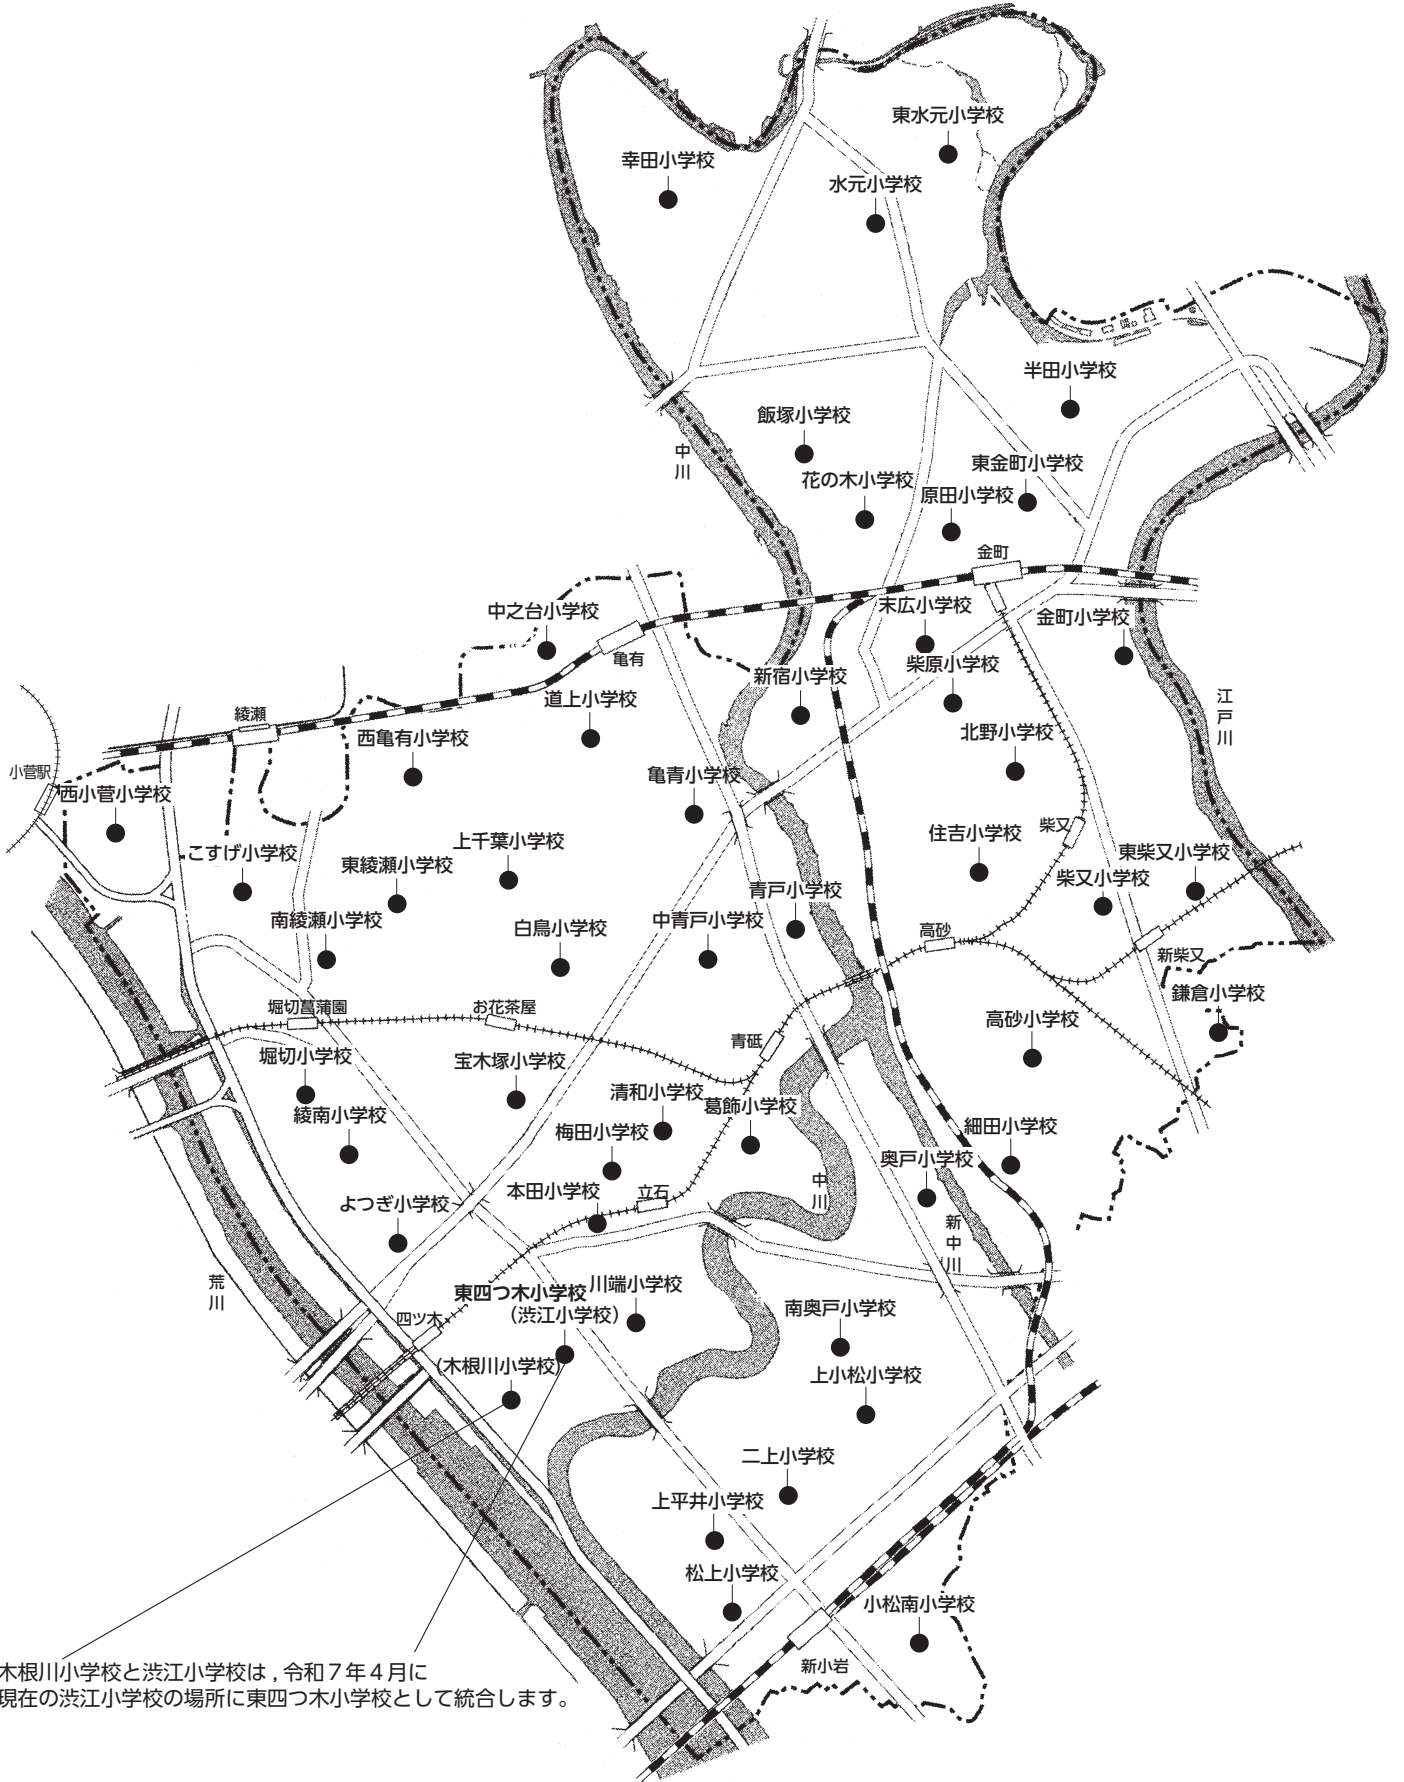 東水元小学校
幸田小学校
水元小学校
半田小学校
飯塚小学校
中川
東金町小学校
花の木小学校
原田小学校
金町
末広小学校
中之台小学校
金町小学校
亀有
柴原小学校
新宿小学校
道上小学校
江戸川
綾瀬
北野小学校
西亀有小学校
小菅駅
亀青小学校
西小菅小学校
柴又
住吉小学校
上千葉小学校
こすげ小学校
東柴又小学校
東綾瀬小学校
柴又小学校
青戸小学校
南綾瀬小学校
中青戸小学校
白鳥小学校
高砂
新柴又
鎌倉小学校
堀切菖蒲園
お花茶屋
高砂小学校
青砥
堀切小学校
宝木塚小学校
清和小学校
葛飾小学校
綾南小学校
細田小学校
梅田小学校
奥戸小学校
中川
本田小学校
立石
よつぎ小学校
新中川
荒川
川端小学校
東四つ木小学校
(渋江小学校)
南奥戸小学校
四ツ木
(木根川小学校)
上小松小学校
二上小学校
上平井小学校
松上小学校
小松南小学校
新小岩
木根川小学校と渋江小学校は,令和7年4月に
現在の渋江小学校の場所に東四つ木小学校として統合します。